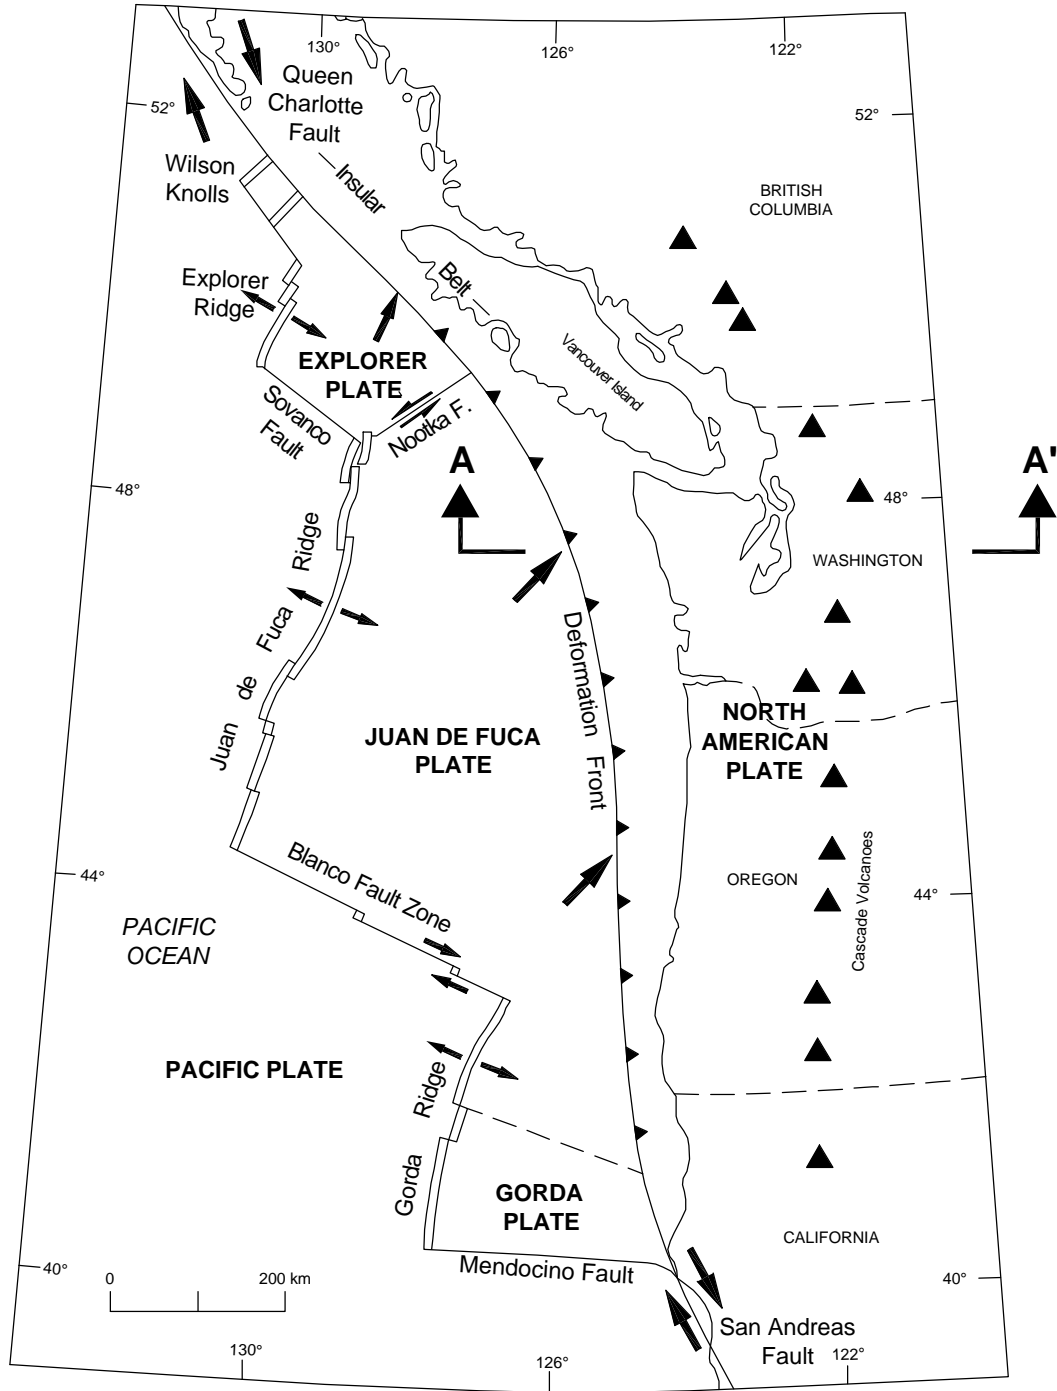 130°
126°
122°
Queen
Charlotte
Fault
52°
52°
Wilson
Knolls
Insular
BRITISH
COLUMBIA
Explorer
Ridge
Belt
Vancouver Island
EXPLORER
PLATE
Sovanco
Fault
Nootka F.
A
A'
48°
48°
WASHINGTON
Juan de Fuca Ridge
Deformation Front
NORTH
AMERICAN
PLATE
JUAN DE FUCA
PLATE
Blanco Fault Zone
44°
OREGON
Cascade Volcanoes
44°
PACIFIC
OCEAN
PACIFIC PLATE
Gorda Ridge
GORDA
PLATE
CALIFORNIA
Mendocino Fault
40°
0
200 km
40°
San Andreas
Fault
130°
126°
122°